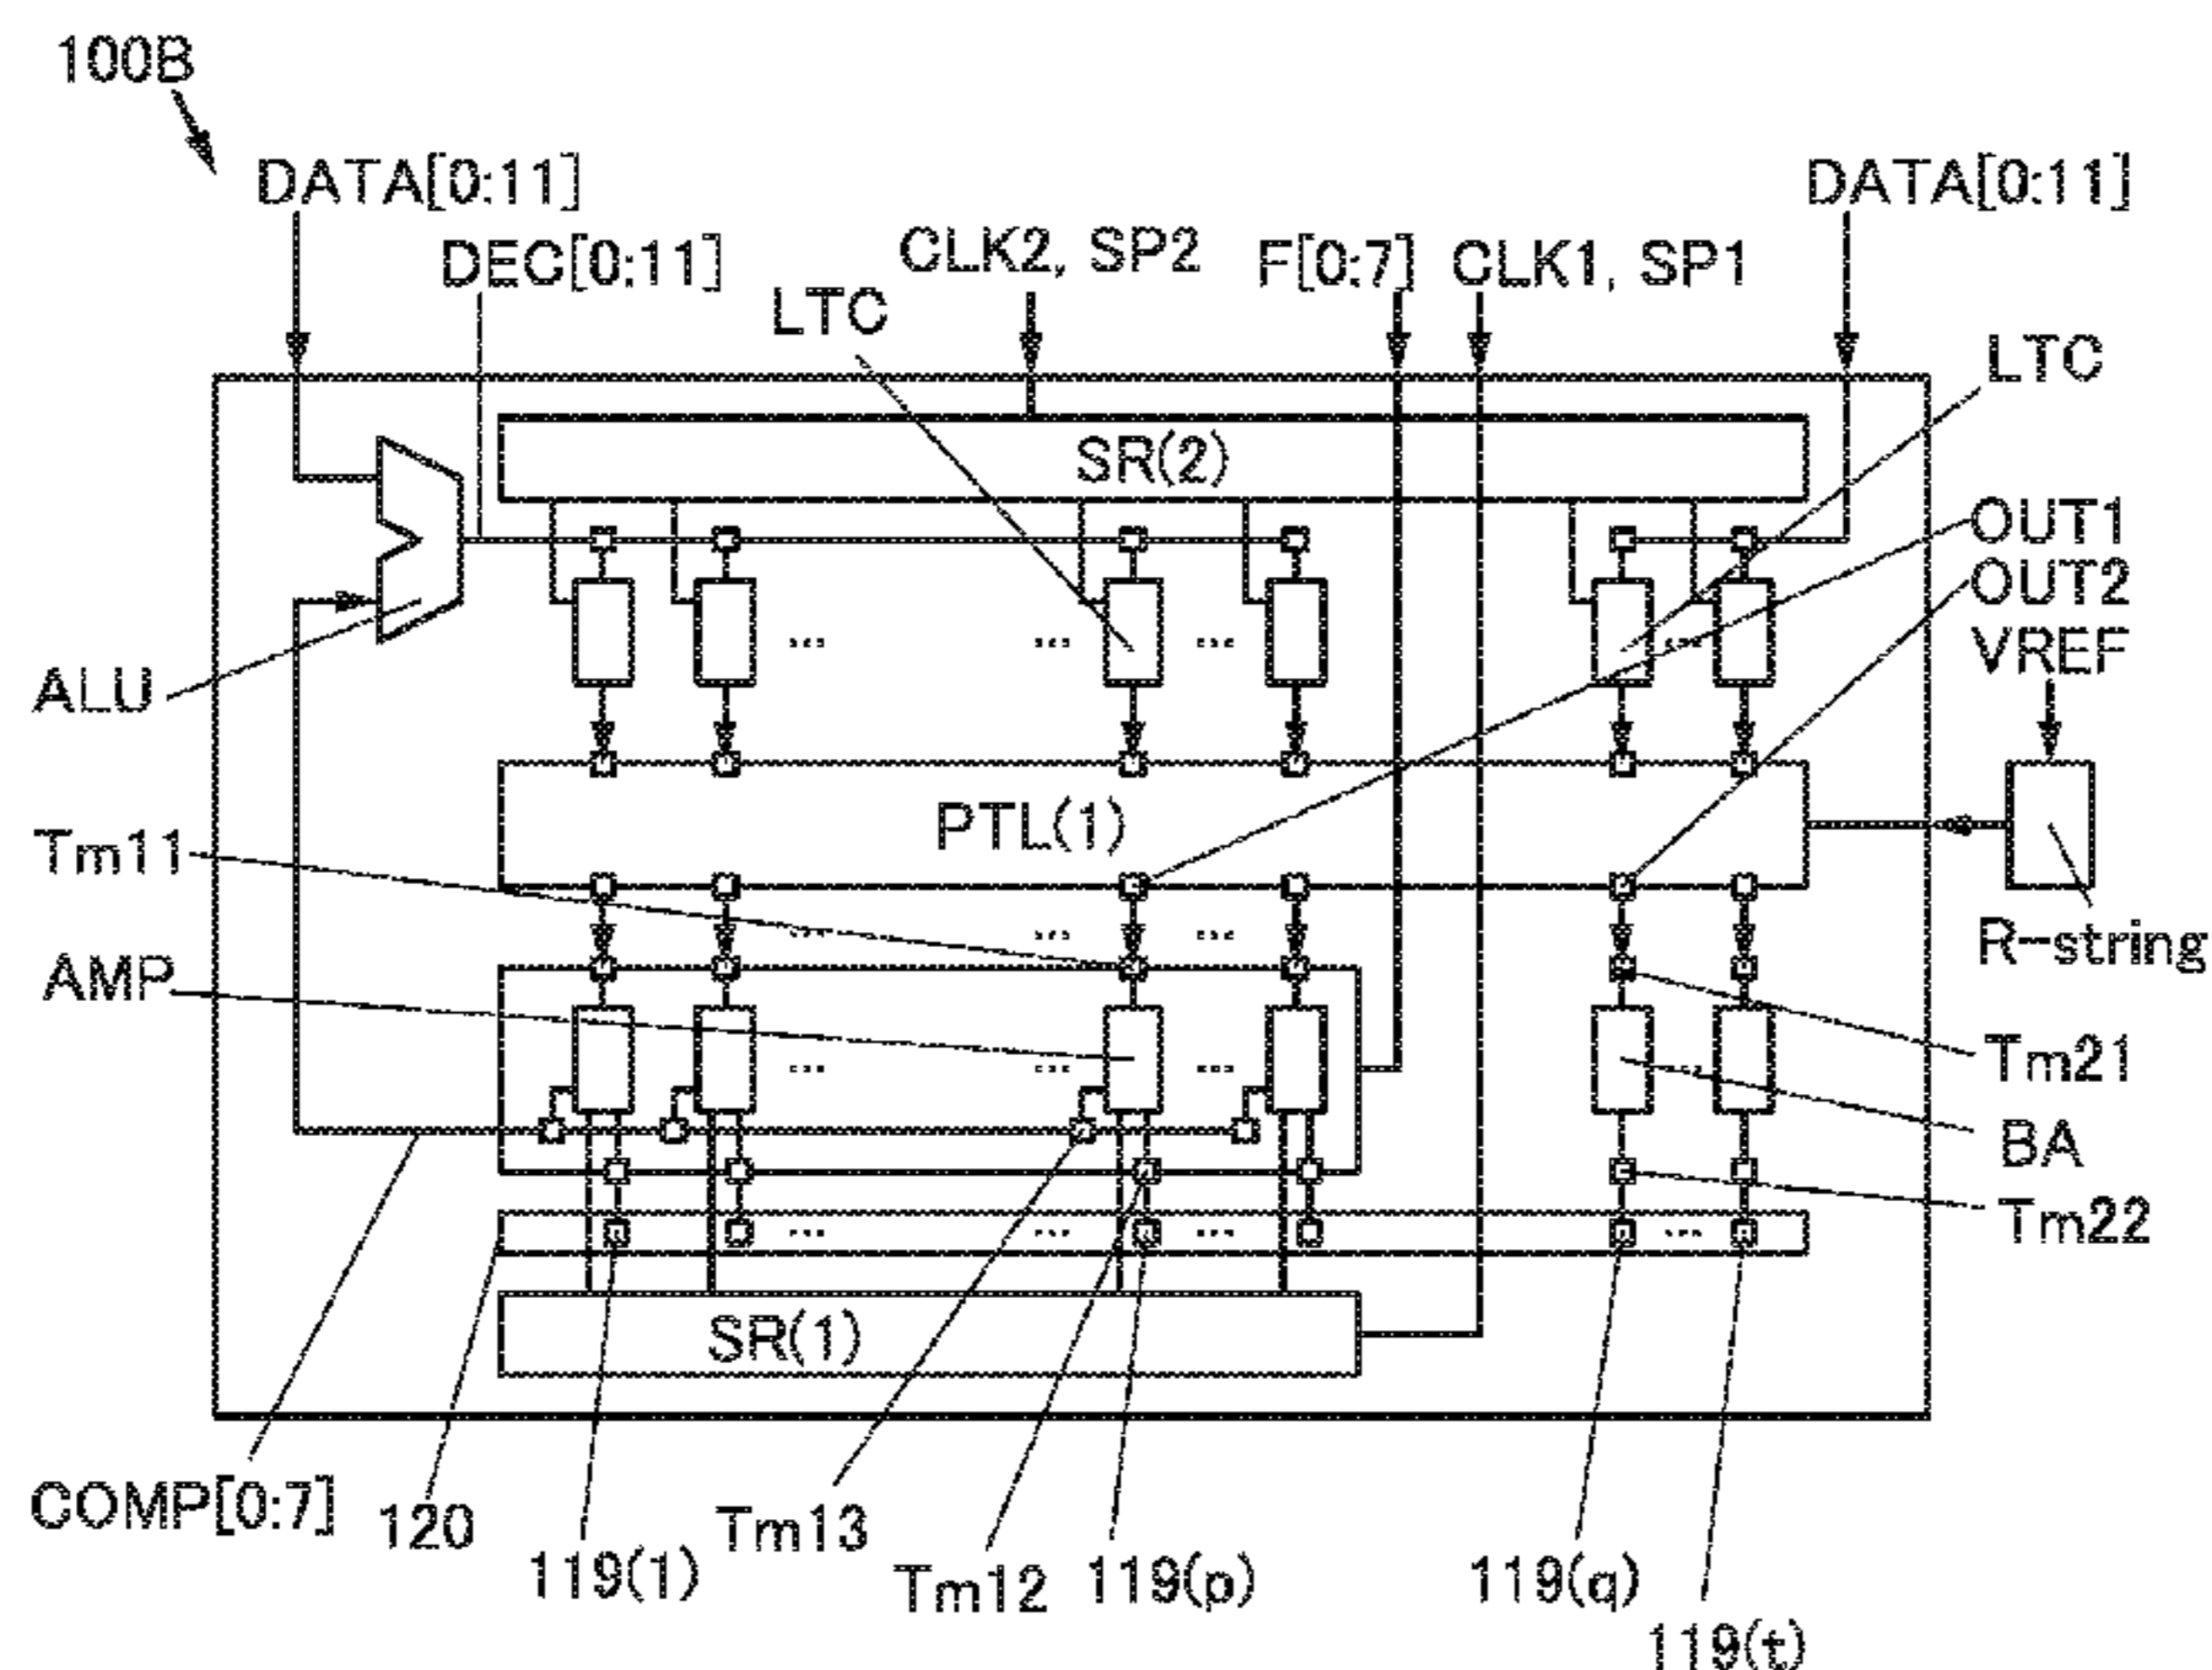 100B
DATA[0:11]
DATA[0:11]
DEC[0:11]
CLK2, SP2
F[0:7]
CLK1, SP1
LTC
LTC
SR(2)
OUT1
OUT2
VREF
ALU
PTL(1)
Tm11
R-string
AMP
Tm21
BA
Tm22
SR(1)
COMP[0:7]
120
119(1)
Tm13
Tm12
119(p)
119(q)
119(t)